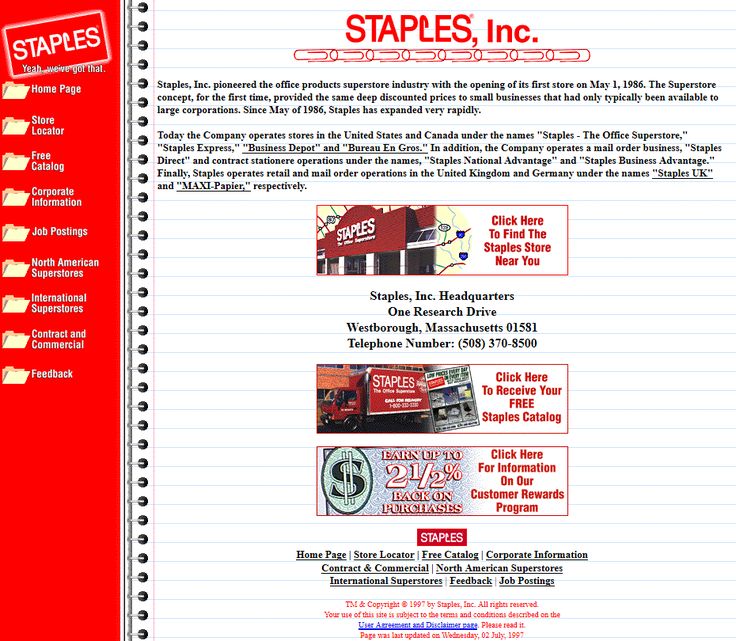 STAPLES
Yeah, we've got that.
Home Page
Store
Locator
Free
Catalog
Corporate
Information
Job Postings
North American
Superstores
International
Superstores
Contract and
Commercial
Feedback
STAPLES, Inc.
Staples, Inc. pioneered the office products superstore industry with the opening of its first store on May 1, 1986. The Superstore
concept, for the first time, provided the same deep discounted prices to small businesses that had only typically been available to
large corporations. Since May of 1986, Staples has expanded very rapidly.
Today the Company operates stores in the United States and Canada under the names "Staples - The Office Superstore,"
"Staples Express," "Business Depot" and "Bureau En Gros." In addition, the Company operates a mail order business, "Staples
Direct" and contract stationere operations under the names, "Staples National Advantage" and "Staples Business Advantage."
Finally, Staples operates retail and mail order operations in the United Kingdom and Germany under the names "Staples UK"
and "MAXI-Papier," respectively.
STAPLES
The Office Superstore
Click Here
To Find The
Staples Store
Near You
Staples, Inc. Headquarters
One Research Drive
Westborough, Massachusetts 01581
Telephone Number: (508) 370-8500
STAPLES
The Office Superstore
CALL FOR DELIVERY
1-800-333-3330
LOW PRICES EVERY DAY
Click Here
To Receive Your
FREE
Staples Catalog
$
EARN UP TO
2 1/2%
BACK ON
PURCHASES
Click Here
For Information
On Our
Customer Rewards
Program
STAPLES
Home Page | Store Locator | Free Catalog | Corporate Information
Contract & Commercial | North American Superstores
International Superstores | Feedback | Job Postings
TM & Copyright © 1997 by Staples, Inc. All rights reserved.
Your use of this site is subject to the terms and conditions described on the
User Agreement and Disclaimer page. Please read it.
Page was last updated on Wednesday, 02 July, 1997